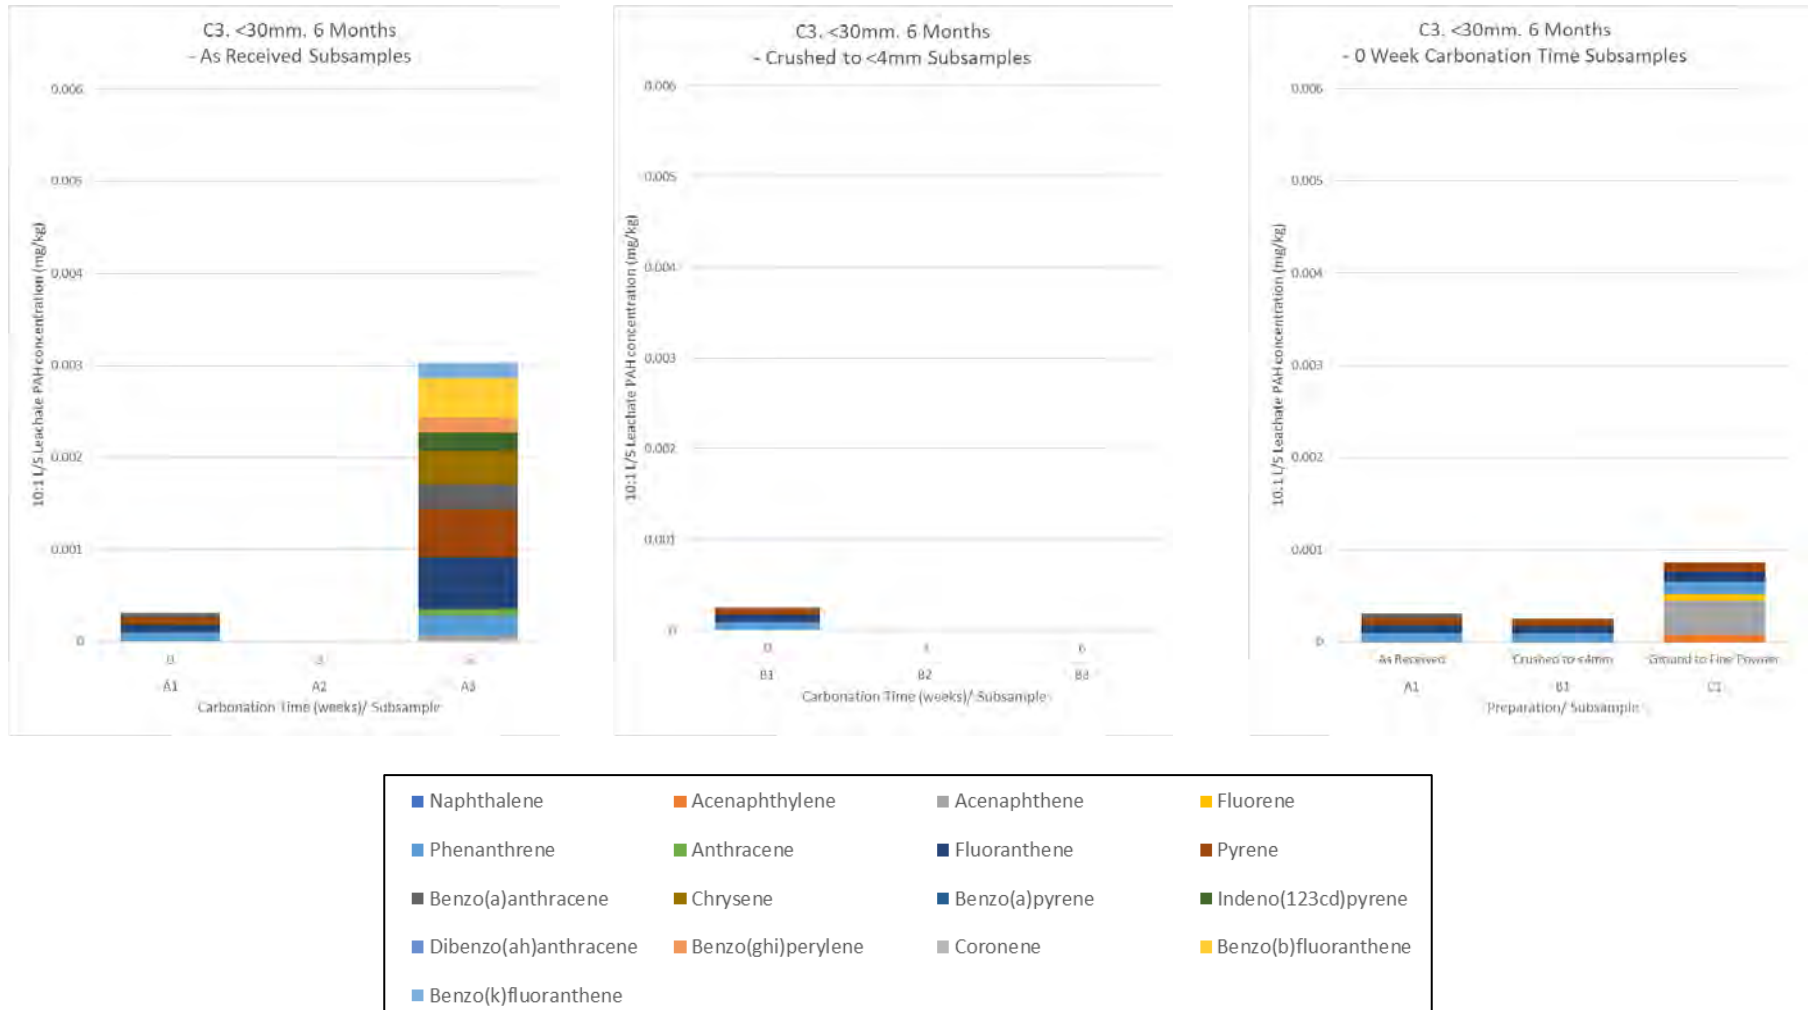 C3. <30mm. 6 Months
- As Received Subsamples
0.006
0.005
0.004
0.003
0.002
0.001
0
10:1 L/S Leachate PAH concentration (mg/kg)
0
A1 A2 A3
Carbonation Time (weeks)/ Subsample
C3. <30mm. 6 Months
- Crushed to <4mm Subsamples
0.006
0.005
0.004
0.003
0.002
0.001
0
10:1 L/S Leachate PAH concentration (mg/kg)
0 6
B1 B2 B3
Carbonation Time (weeks)/ Subsample
C3. <30mm. 6 Months
- 0 Week Carbonation Time Subsamples
0.006
0.005
0.004
0.003
0.002
0.001
0
10:1 L/S Leachate PAH concentration (mg/kg)
As Received Crushed to <4mm Ground to Fine Powder
A1 B1 C1
Preparation/ Subsample
Naphthalene Acenaphthylene Acenaphthene Fluorene
Phenanthrene Anthracene Fluoranthene Pyrene
Benzo(a)anthracene Chrysene Benzo(a)pyrene Indeno(123cd)pyrene
Dibenzo(ah)anthracene Benzo(ghi)perylene Coronene Benzo(b)fluoranthene
Benzo(k)fluoranthene